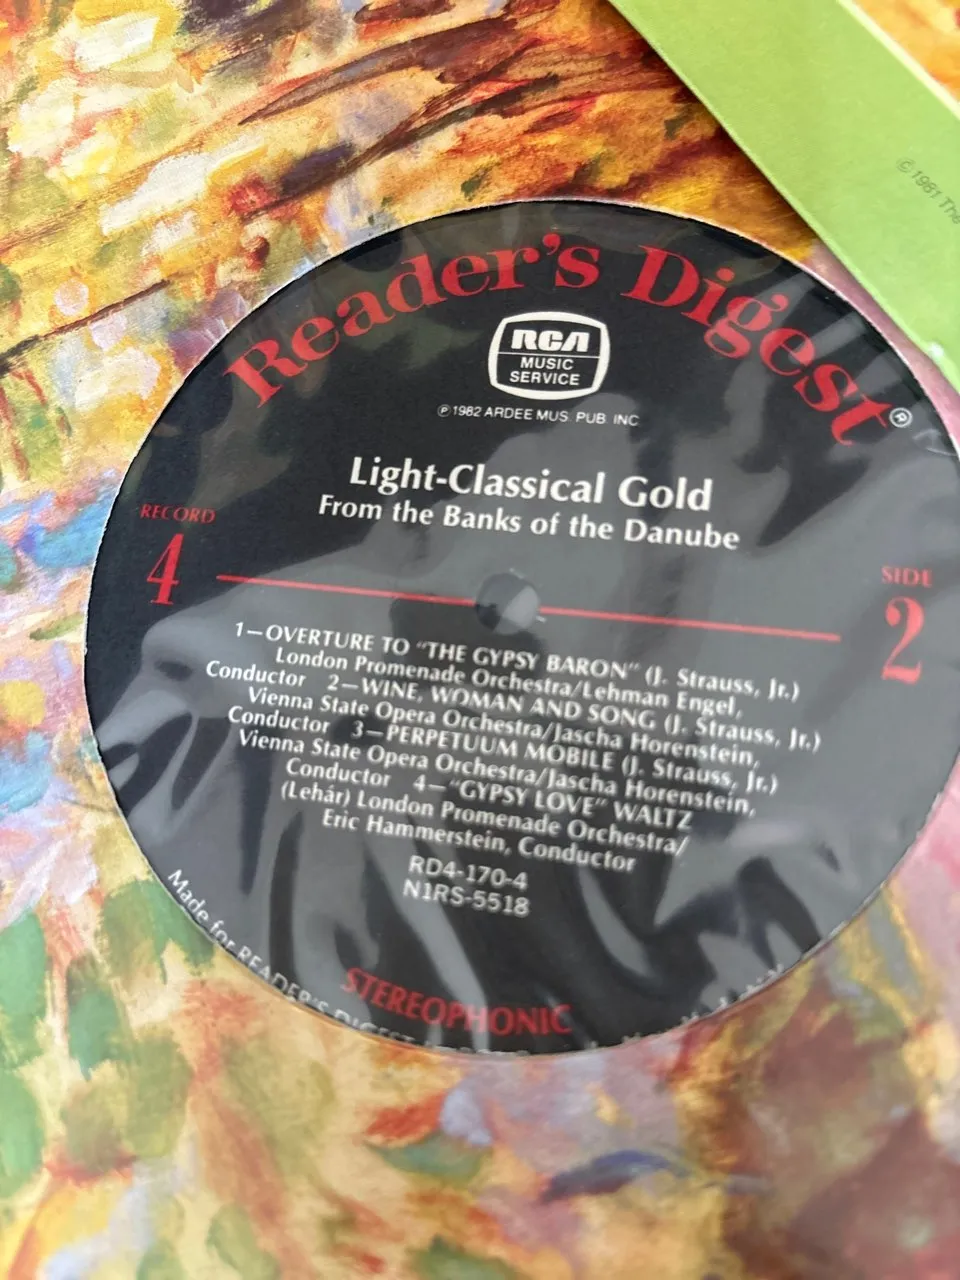 © 1981 The
Reader's Digest®
RCA
MUSIC
SERVICE
℗ 1982 ARDEE MUS. PUB. INC.
Light-Classical Gold
From the Banks of the Danube
RECORD
4
SIDE
2
1—OVERTURE TO "THE GYPSY BARON" (J. Strauss, Jr.)
London Promenade Orchestra/Lehman Engel,
Conductor 2—WINE, WOMAN AND SONG (J. Strauss, Jr.)
Vienna State Opera Orchestra/Jascha Horenstein,
Conductor 3—PERPETUUM MOBILE (J. Strauss, Jr.)
Vienna State Opera Orchestra/Jascha Horenstein,
Conductor 4—"GYPSY LOVE" WALTZ
(Lehár) London Promenade Orchestra/
Eric Hammerstein, Conductor
RD4-170-4
N1RS-5518
STEREOPHONIC
Made for READER'S DIGEST